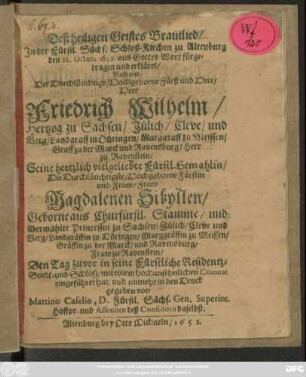 Deß heiligen Geistes Brautlied/
In der Fürstl. Sächs. Schloß-Kirchen zu Altenburg
den 12. Octob. 1652. aus Gottes Wort fürge-
tragen und erkläret/
Nachdem
Der Durchläuchtige/ Hochgeborne Fürst und Herr/
Herr
Friedrich Wilhelm/
Hertzog zu Sachsen/ Jülich/ Cleve/ und
Berg/ Landgraff in Düringen/ Marggraff zu Meissen/
Graff zu der Marck und Ravensburg/ Herr
zu Ravenstein/
Seine hertzlich vielgeliebte Fürstl. Gemahlin/
Die Durchläuchtigste/ Hochgeborne Fürstin
und Fraw/ Fraw
Magdalenen Sibyllen/
Geborne aus Churfürstl. Stamme/ und
Vermählte Princessin zu Sachsen/ Jülich/ Cleve und
Berg/ Landgräffin in Düringen/ Marggräffin zu Meissen/
Gräffin zu der Marck/ und Ravensburg/
Fraw zu Ravenstein/
Den Tag zuvor in seine Fürstliche Residentz-
Stadt und Schloß/ mit einem hochansehnlichen Comitat
eingeführet hat/ und nunmehr in den Druck
gegeben von
Martino Caselio, D. Fürstl. Sächs. Gen. Superint.
Hoffpr. und Assessorn deß Consistorii daselbst.
Altenburg bey Otto Michaeln/ 1652.